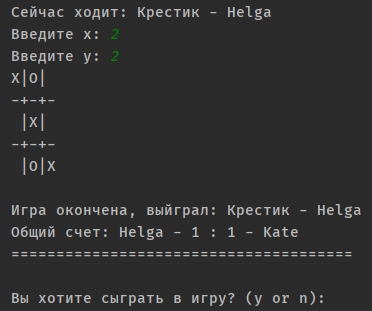 Сейчас ходит: Крестик - Helga
Введите x: 2
Введите y: 2
X|O|
-+-+-
 |X|
-+-+-
 |O|X
Игра окончена, выйграл: Крестик - Helga
Общий счет: Helga - 1 : 1 - Kate
======================================
Вы хотите сыграть в игру? (y or n):